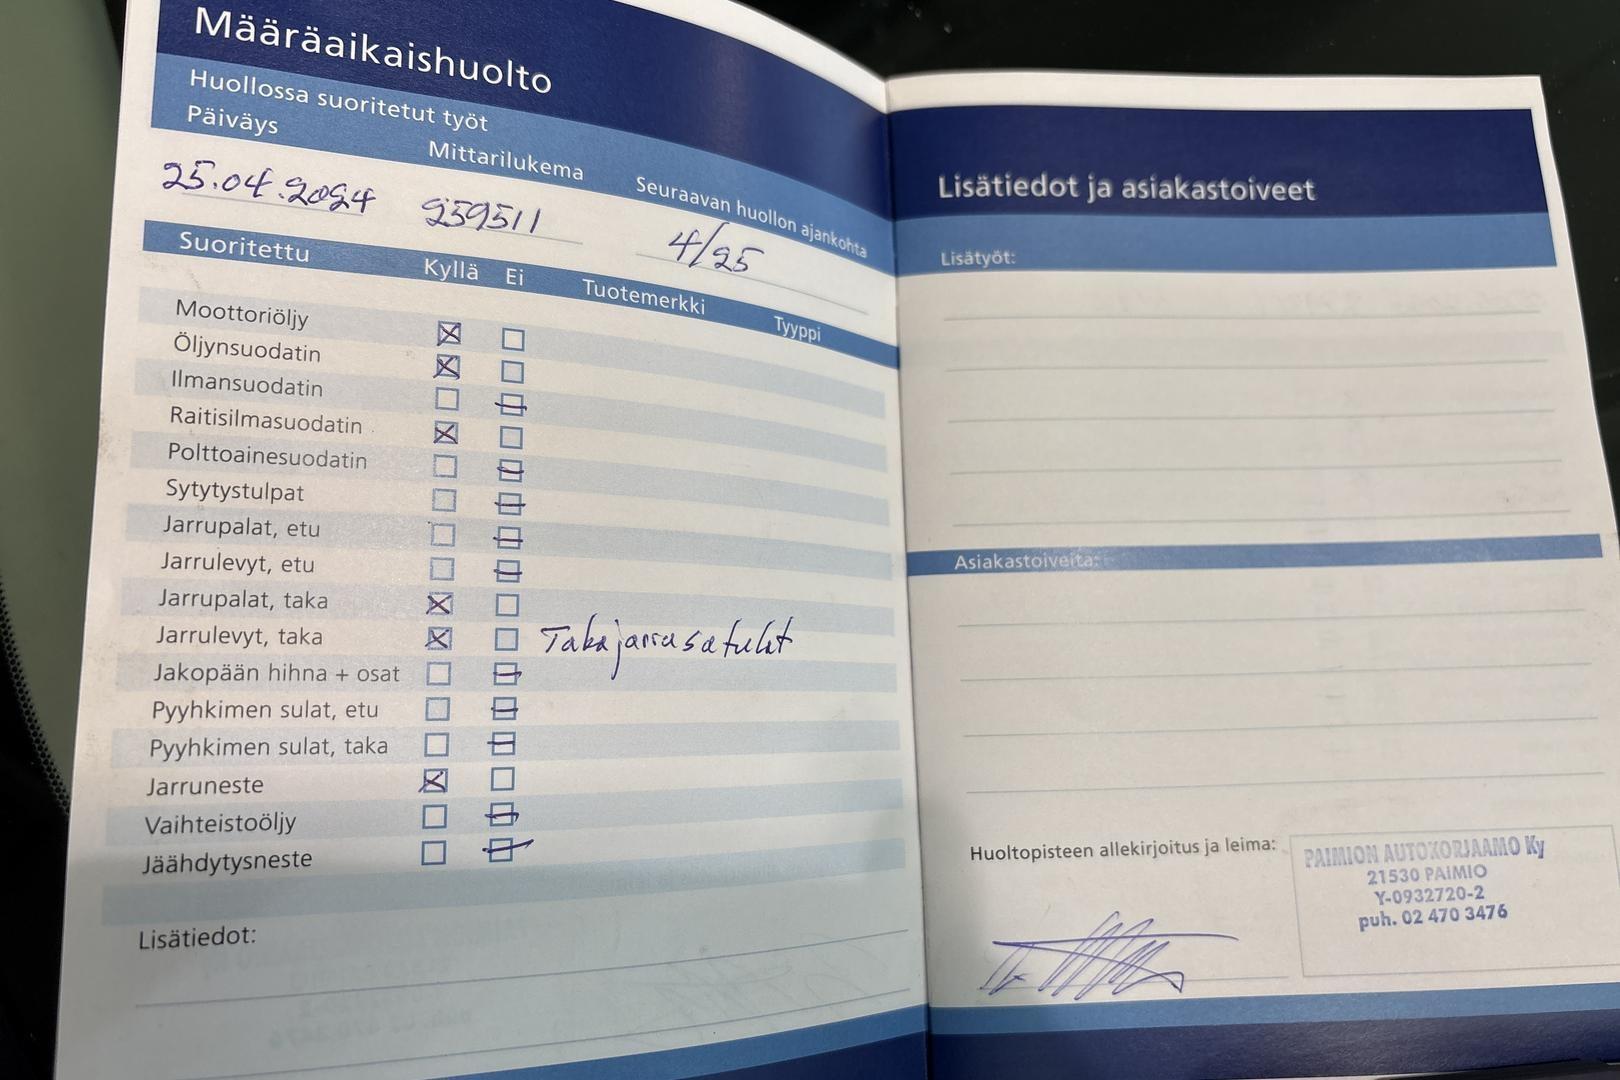 Määräaikaishuolto
Huollossa suoritetut työt
Päiväys
Mittarilukema
Seuraavan huollon ajankohta
25.04.2024
259511
4/25
Suoritettu
Kyllä
Ei
Tuotemerkki
Tyyppi
Moottoriöljy
Öljynsuodatin
Ilmansuodatin
Raitisilmasuodatin
Polttoainesuodatin
Sytytystulpat
Jarrupalat, etu
Jarrulevyt, etu
Jarrupalat, taka
Jarrulevyt, taka
Takajarrusatulat
Jakopään hihna + osat
Pyyhkimen sulat, etu
Pyyhkimen sulat, taka
Jarruneste
Vaihteistoöljy
Jäähdytysneste
Lisätiedot:
Lisätiedot ja asiakastoiveet
Lisätyöt:
Asiakastoiveita:
Huoltopisteen allekirjoitus ja leima:
PAIMION AUTOKORJAAMO Ky
21530 PAIMIO
Y-0932720-2
puh. 02 470 3476